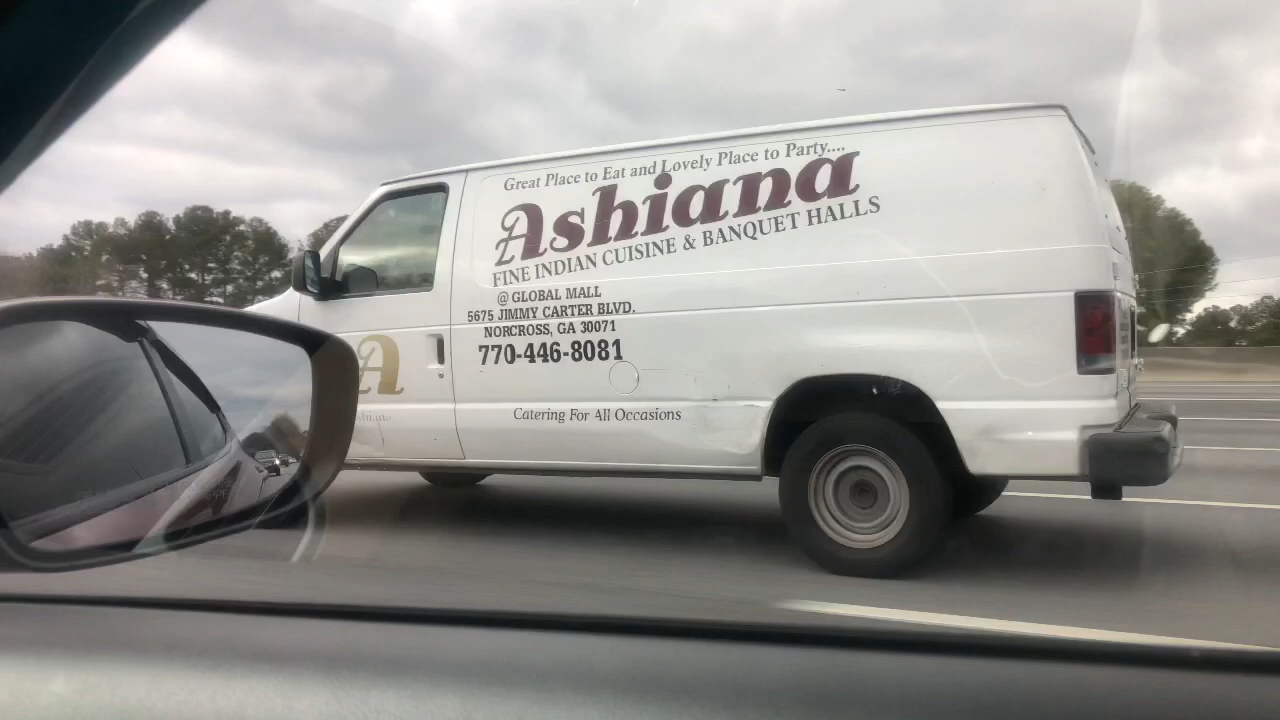 Great Place to Eat and Lovely Place to Party....
Ashiana
FINE INDIAN CUISINE & BANQUET HALLS
@ GLOBAL MALL
5675 JIMMY CARTER BLVD.
NORCROSS, GA 30071
770-446-8081
A
Catering For All Occasions